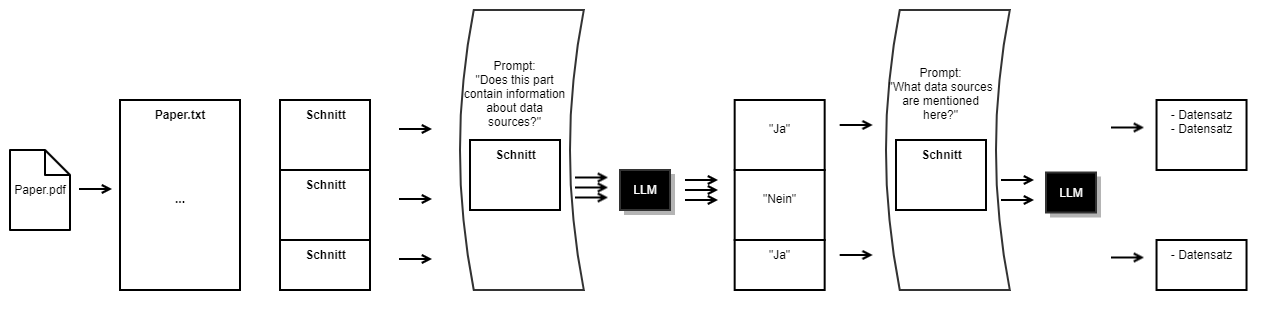 Paper.pdf
Paper.txt
...
Schnitt
Schnitt
Schnitt
Prompt:
"Does this part
contain information
about data
sources?"
Schnitt
LLM
"Ja"
"Nein"
"Ja"
Prompt:
"What data sources
are mentioned
here?"
Schnitt
LLM
- Datensatz
- Datensatz
- Datensatz